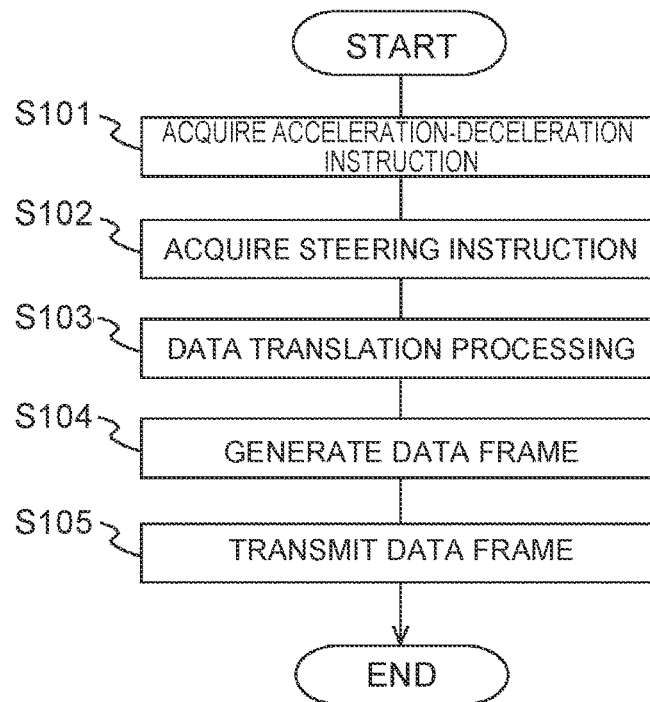 START
S101
ACQUIRE ACCELERATION-DECELERATION
INSTRUCTION
S102
ACQUIRE STEERING INSTRUCTION
S103
DATA TRANSLATION PROCESSING
S104
GENERATE DATA FRAME
S105
TRANSMIT DATA FRAME
END